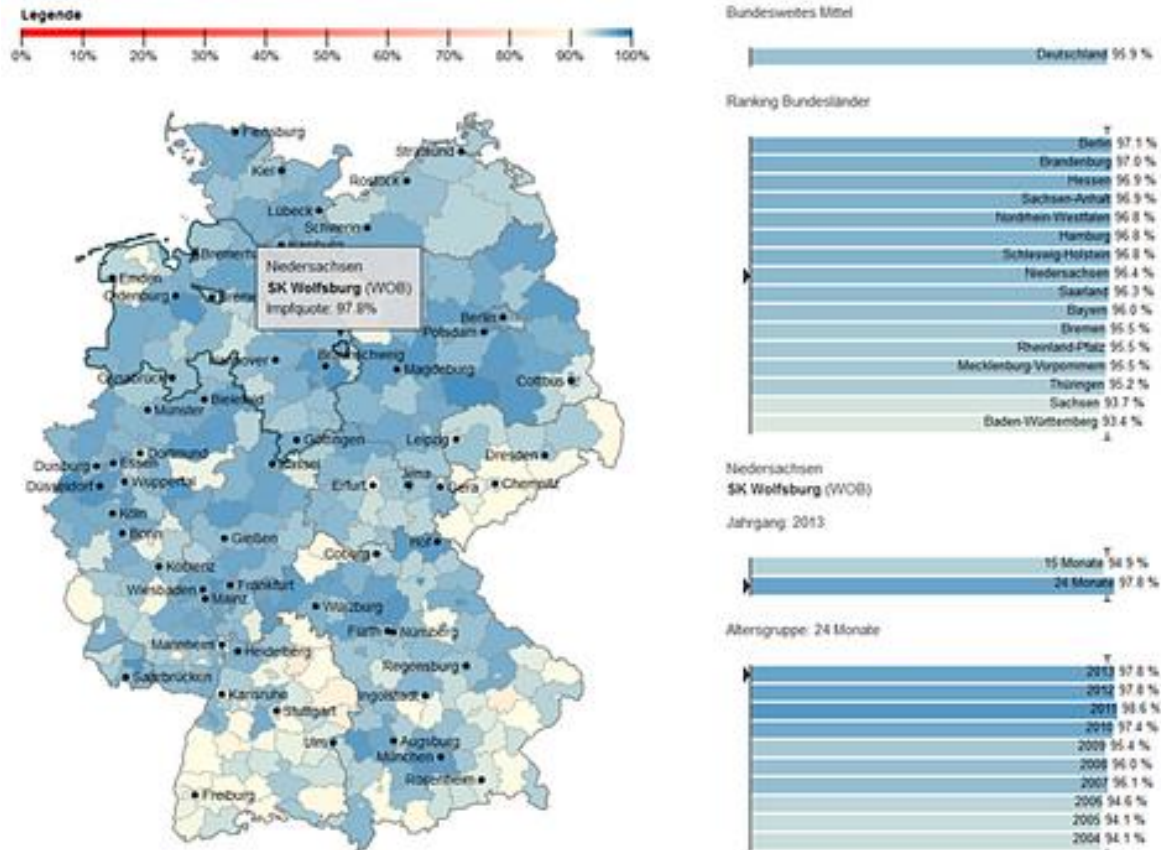 Legende
0% 10% 20% 30% 40% 50% 60% 70% 80% 90% 100%
Flensburg
Stralsund
Kiel
Rostock
Lübeck
Schwerin
Hamburg
Emden
Oldenburg
Niedersachsen
SK Wolfsburg (WOB)
Impfquote: 97.8%
Berlin
Potsdam
Hannover
Braunschweig
Magdeburg
Osnabrück
Cottbus
Münster
Bielefeld
Göttingen
Leipzig
Dortmund
Duisburg
Essen
Kassel
Dresden
Düsseldorf
Wuppertal
Erfurt
Jena
Gera
Chemnitz
Köln
Bonn
Gießen
Hof
Coburg
Koblenz
Wiesbaden
Frankfurt
Mainz
Würzburg
Fürth
Nürnberg
Mannheim
Heidelberg
Regensburg
Saarbrücken
Karlsruhe
Ingolstadt
Stuttgart
Ulm
Augsburg
München
Rosenheim
Freiburg
Bundesweites Mittel
Deutschland 95.9 %
Ranking Bundesländer
Berlin 97.1 %
Brandenburg 97.0 %
Hessen 96.9 %
Sachsen-Anhalt 96.9 %
Nordrhein-Westfalen 96.8 %
Hamburg 96.8 %
Schleswig-Holstein 96.8 %
Niedersachsen 96.4 %
Saarland 96.3 %
Bayern 96.0 %
Bremen 95.5 %
Rheinland-Pfalz 95.5 %
Mecklenburg-Vorpommern 95.5 %
Thüringen 95.2 %
Sachsen 93.7 %
Baden-Württemberg 93.4 %
Niedersachsen
SK Wolfsburg (WOB)
Jahrgang: 2013
15 Monate 94.9 %
24 Monate 97.8 %
Altersgruppe: 24 Monate
2013 97.8 %
2012 97.8 %
2011 98.6 %
2010 97.4 %
2009 95.4 %
2008 96.0 %
2007 96.1 %
2006 94.6 %
2005 94.1 %
2004 94.1 %